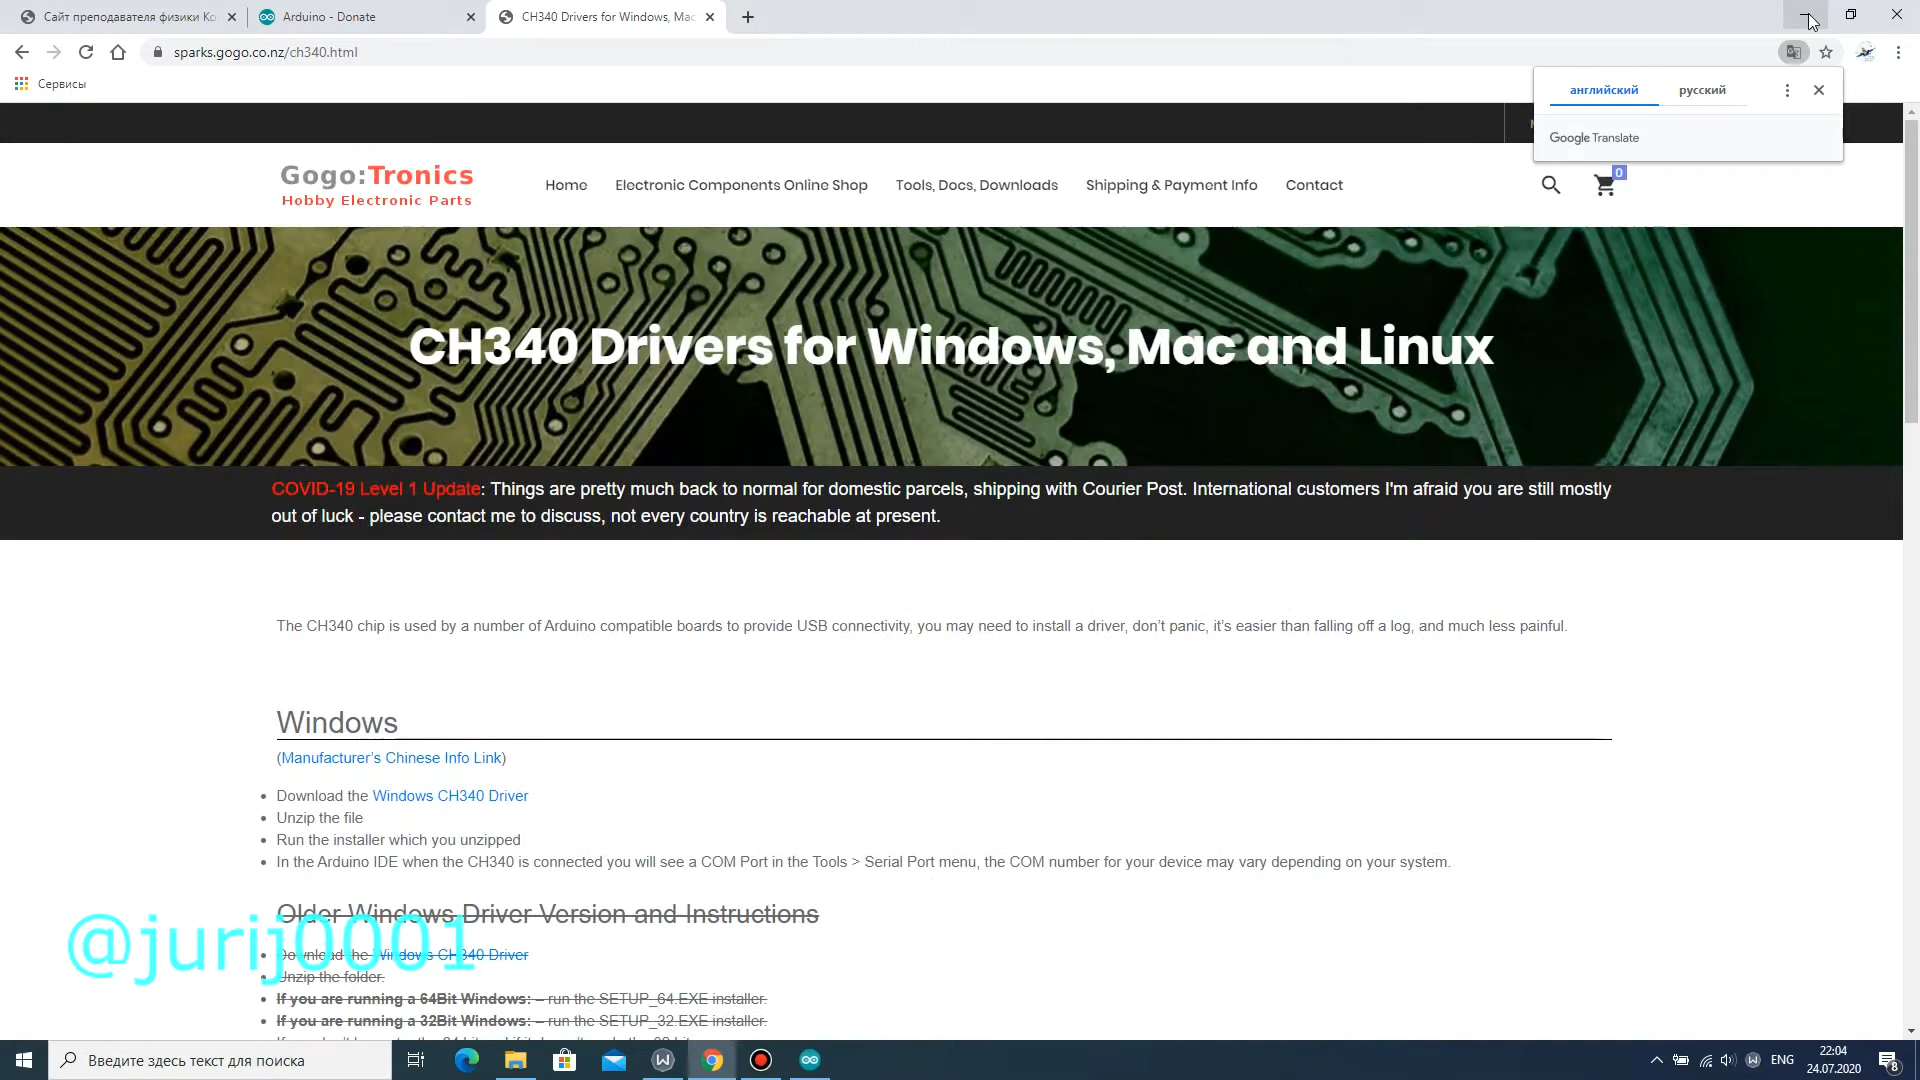 Сайт преподавателя физики Ко
Arduino - Donate
CH340 Drivers for Windows, Mac
sparks.gogo.co.nz/ch340.html
Сервисы
английский русский
Google Translate
Gogo:Tronics
Hobby Electronic Parts
Home Electronic Components Online Shop Tools, Docs, Downloads Shipping & Payment Info Contact
0
CH340 Drivers for Windows, Mac and Linux
COVID-19 Level 1 Update: Things are pretty much back to normal for domestic parcels, shipping with Courier Post. International customers I'm afraid you are still mostly
out of luck - please contact me to discuss, not every country is reachable at present.
The CH340 chip is used by a number of Arduino compatible boards to provide USB connectivity, you may need to install a driver, don’t panic, it’s easier than falling off a log, and much less painful.
Windows
(Manufacturer’s Chinese Info Link)
Download the Windows CH340 Driver
Unzip the file
Run the installer which you unzipped
In the Arduino IDE when the CH340 is connected you will see a COM Port in the Tools > Serial Port menu, the COM number for your device may vary depending on your system.
Older Windows Driver Version and Instructions
Download the Windows CH340 Driver
Unzip the folder.
If you are running a 64Bit Windows: – run the SETUP_64.EXE installer.
If you are running a 32Bit Windows: – run the SETUP_32.EXE installer.
@jurij0001
Введите здесь текст для поиска
ENG
22:04
24.07.2020
8